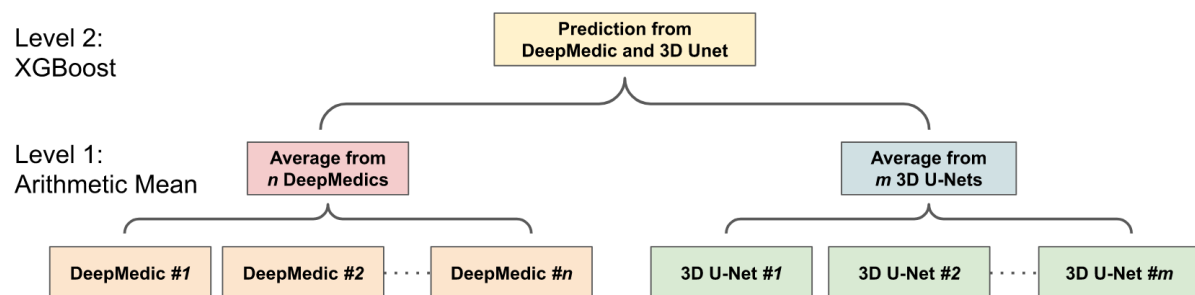 Level 2:
XGBoost
Prediction from
DeepMedic and 3D Unet
Level 1:
Arithmetic Mean
Average from
n DeepMedics
Average from
m 3D U-Nets
DeepMedic #1
DeepMedic #2
DeepMedic #n
3D U-Net #1
3D U-Net #2
3D U-Net #m